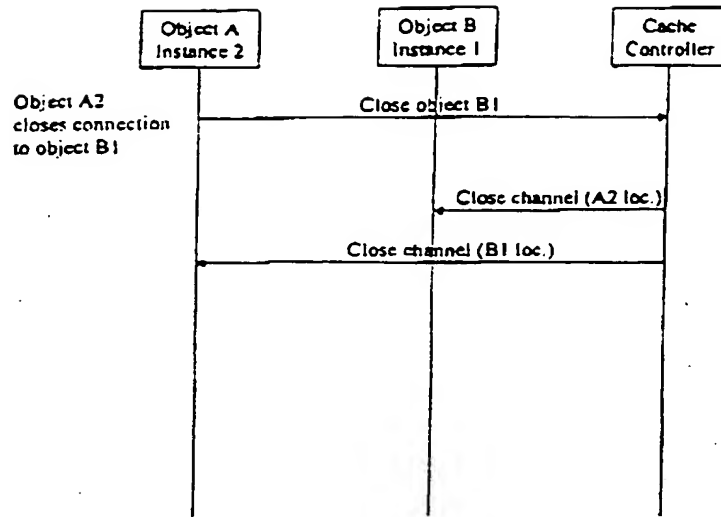 Object A
Instance 2
Object B
Instance 1
Cache
Controller
Object A2
closes connection
to object B1
Close object B1
Close channel (A2 loc.)
Close channel (B1 loc.)